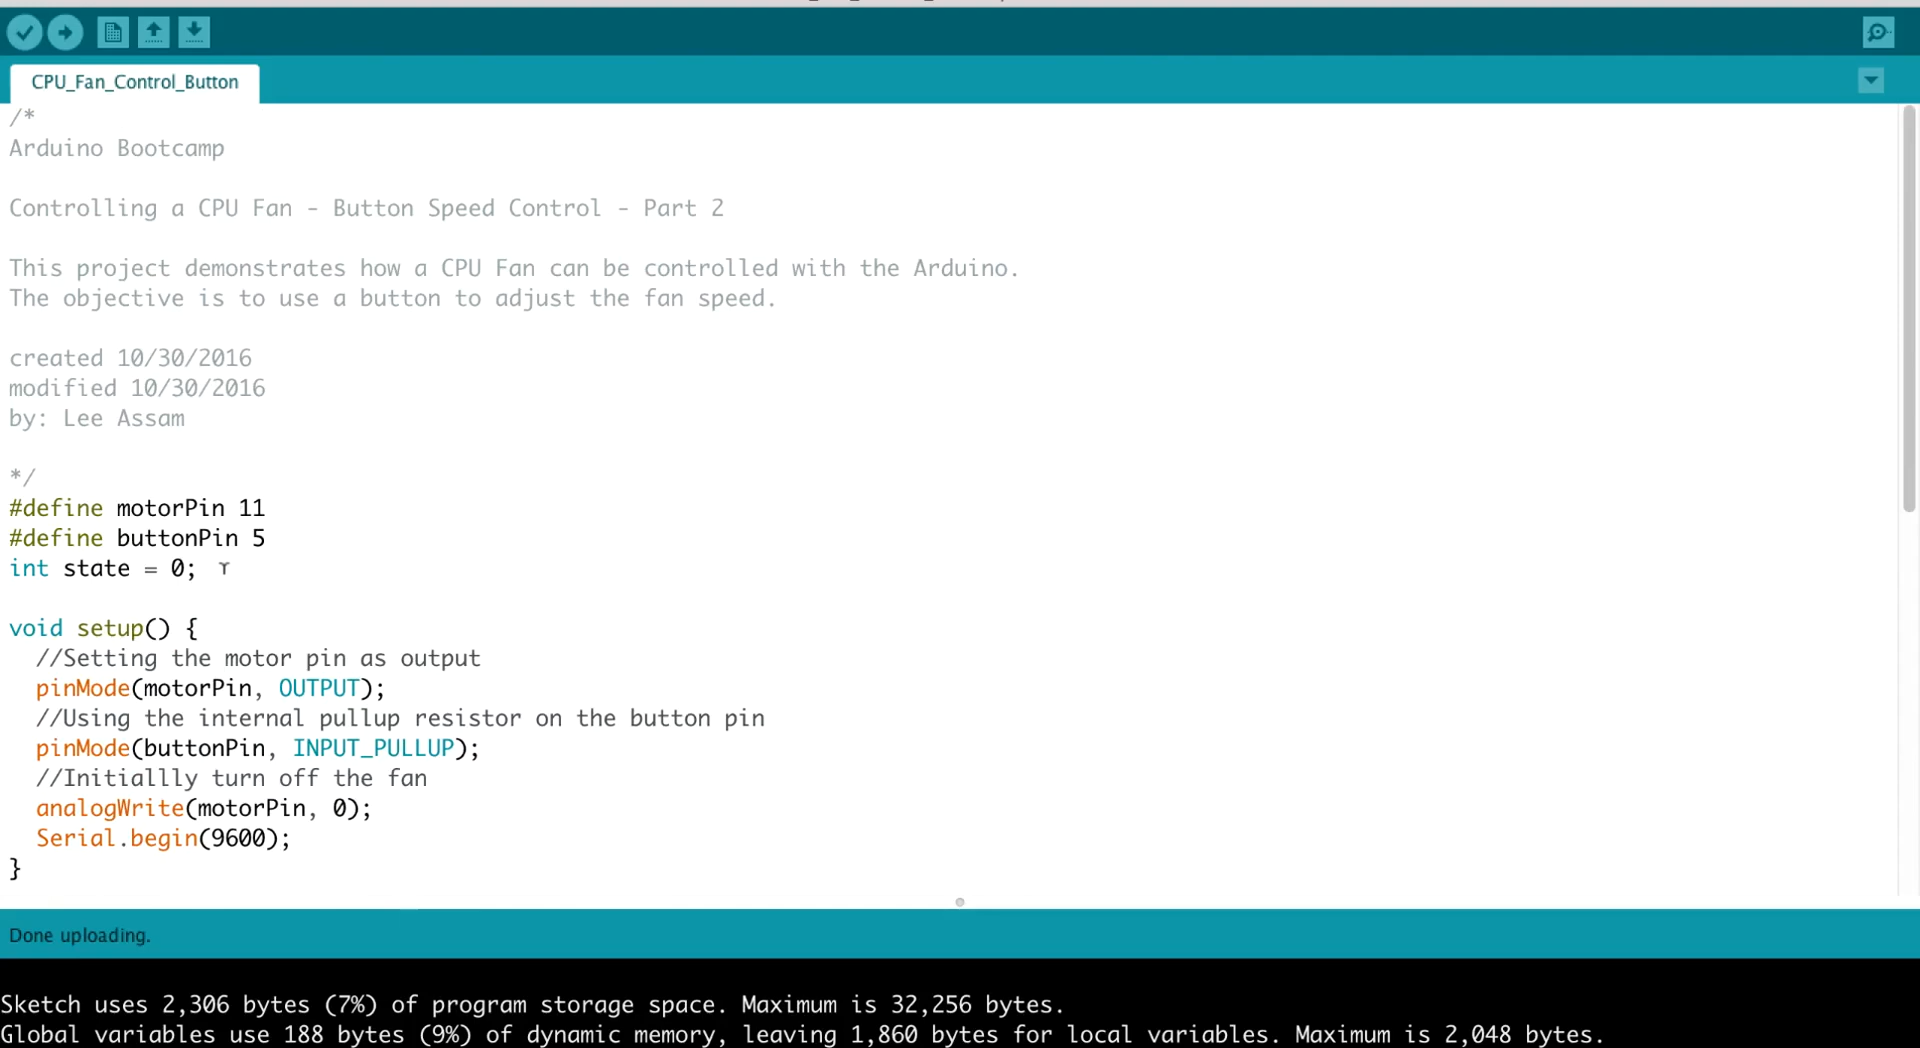 CPU_Fan_Control_Button
/*
Arduino Bootcamp
Controlling a CPU Fan - Button Speed Control - Part 2
This project demonstrates how a CPU Fan can be controlled with the Arduino.
The objective is to use a button to adjust the fan speed.
created 10/30/2016
modified 10/30/2016
by: Lee Assam
*/
#define motorPin 11
#define buttonPin 5
int state = 0;
void setup() {
//Setting the motor pin as output
pinMode(motorPin, OUTPUT);
//Using the internal pullup resistor on the button pin
pinMode(buttonPin, INPUT_PULLUP);
//Initiallly turn off the fan
analogWrite(motorPin, 0);
Serial.begin(9600);
}
Done uploading.
Sketch uses 2,306 bytes (7%) of program storage space. Maximum is 32,256 bytes.
Global variables use 188 bytes (9%) of dynamic memory, leaving 1,860 bytes for local variables. Maximum is 2,048 bytes.